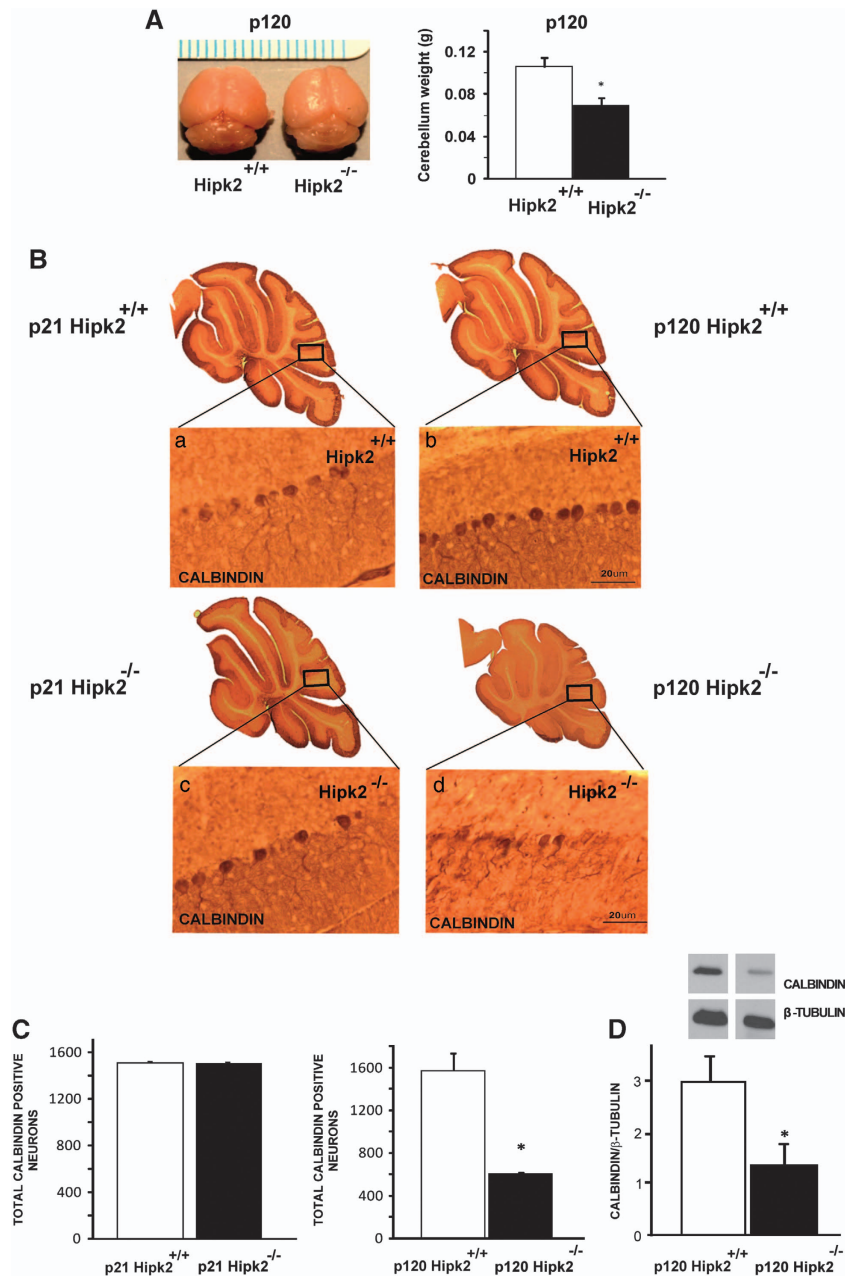 A
p120
Hipk2 +/+
Hipk2 -/-
p120
Cerebellum weight (g)
0.12
0.08
0.04
0
*
Hipk2 +/+
Hipk2 -/-
B
p21 Hipk2 +/+
p120 Hipk2 +/+
a
Hipk2 +/+
CALBINDIN
b
Hipk2 +/+
CALBINDIN
20um
p21 Hipk2 -/-
p120 Hipk2 -/-
c
Hipk2 -/-
CALBINDIN
d
Hipk2 -/-
CALBINDIN
20um
C
TOTAL CALBINDIN POSITIVE
NEURONS
1600
1200
800
400
0
p21 Hipk2 +/+
p21 Hipk2 -/-
TOTAL CALBINDIN POSITIVE
NEURONS
1600
1200
800
400
0
*
p120 Hipk2 +/+
p120 Hipk2 -/-
CALBINDIN
β-TUBULIN
D
CALBINDIN/β-TUBULIN
3
2
1
0
*
p120 Hipk2 +/+
p120 Hipk2 -/-